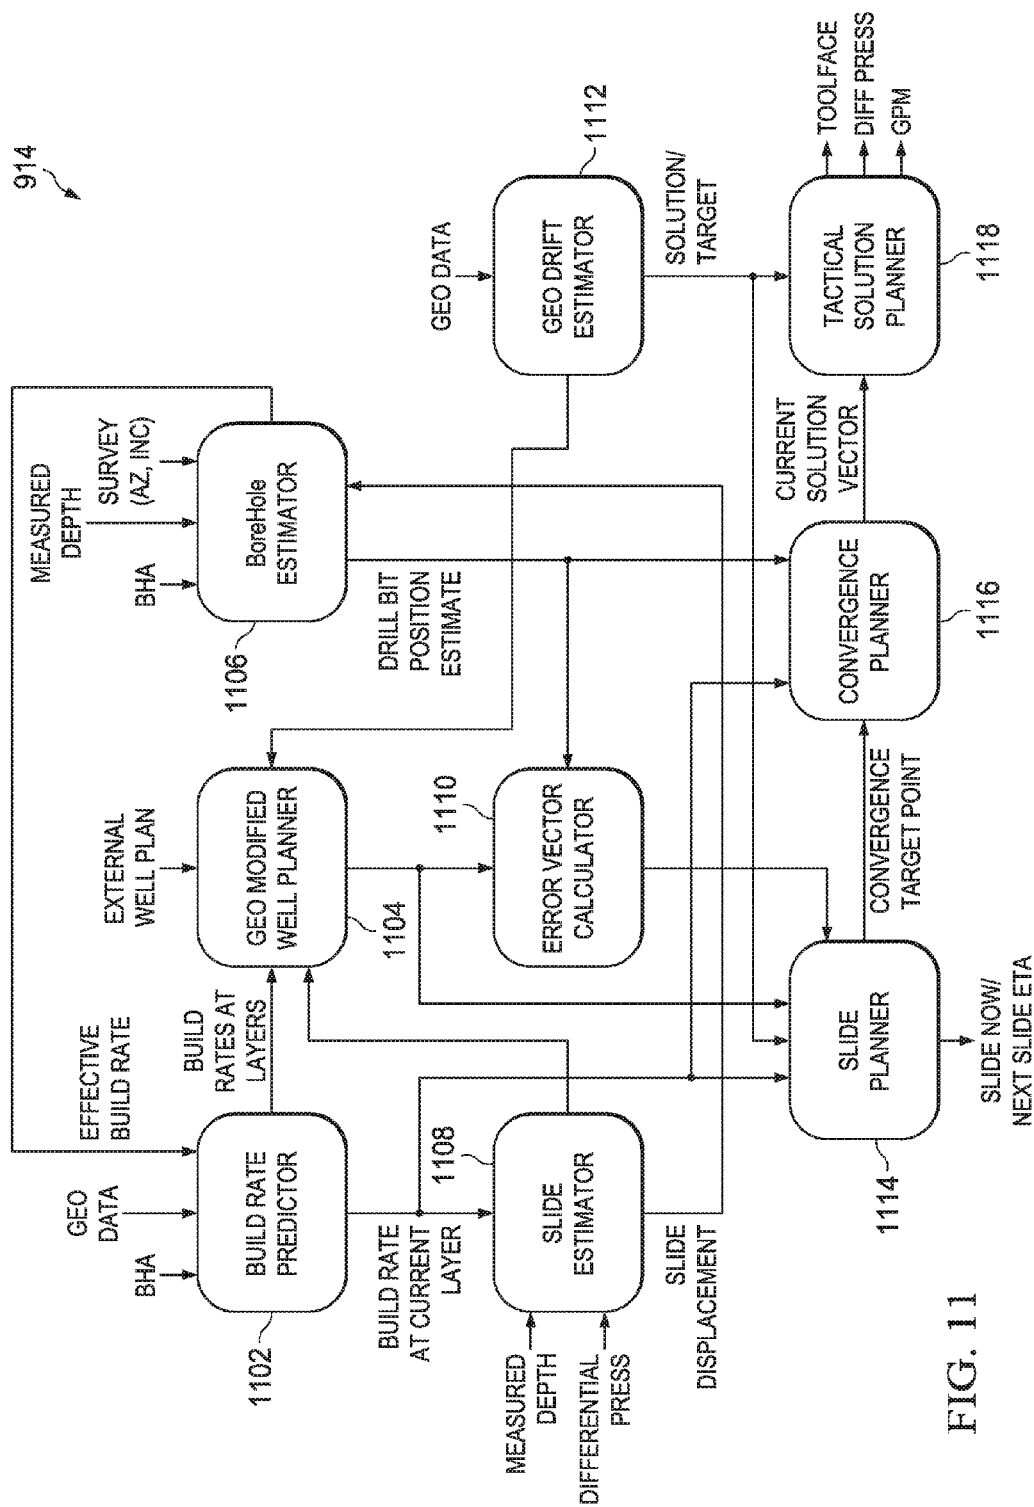 914
MEASURED
DEPTH
SURVEY
(AZ, INC)
BHA
EXTERNAL
WELL PLAN
EFFECTIVE
BUILD RATE
GEO
DATA
BHA
BUILD RATE
PREDICTOR
1102
BUILD
RATES AT
LAYERS
GEO MODIFIED
WELL PLANNER
1104
BoreHole
ESTIMATOR
1106
DRILL BIT
POSITION
ESTIMATE
GEO DATA
GEO DRIFT
ESTIMATOR
1112
BUILD RATE
AT CURRENT
LAYER
1108
SLIDE
ESTIMATOR
MEASURED
DEPTH
DIFFERENTIAL
PRESS
SLIDE
DISPLACEMENT
1110
ERROR VECTOR
CALCULATOR
SOLUTION/
TARGET
SLIDE
PLANNER
1114
SLIDE NOW/
NEXT SLIDE ETA
CONVERGENCE
TARGET POINT
CONVERGENCE
PLANNER
1116
CURRENT
SOLUTION
VECTOR
TACTICAL
SOLUTION
PLANNER
1118
TOOLFACE
DIFF PRESS
GPM
FIG. 11